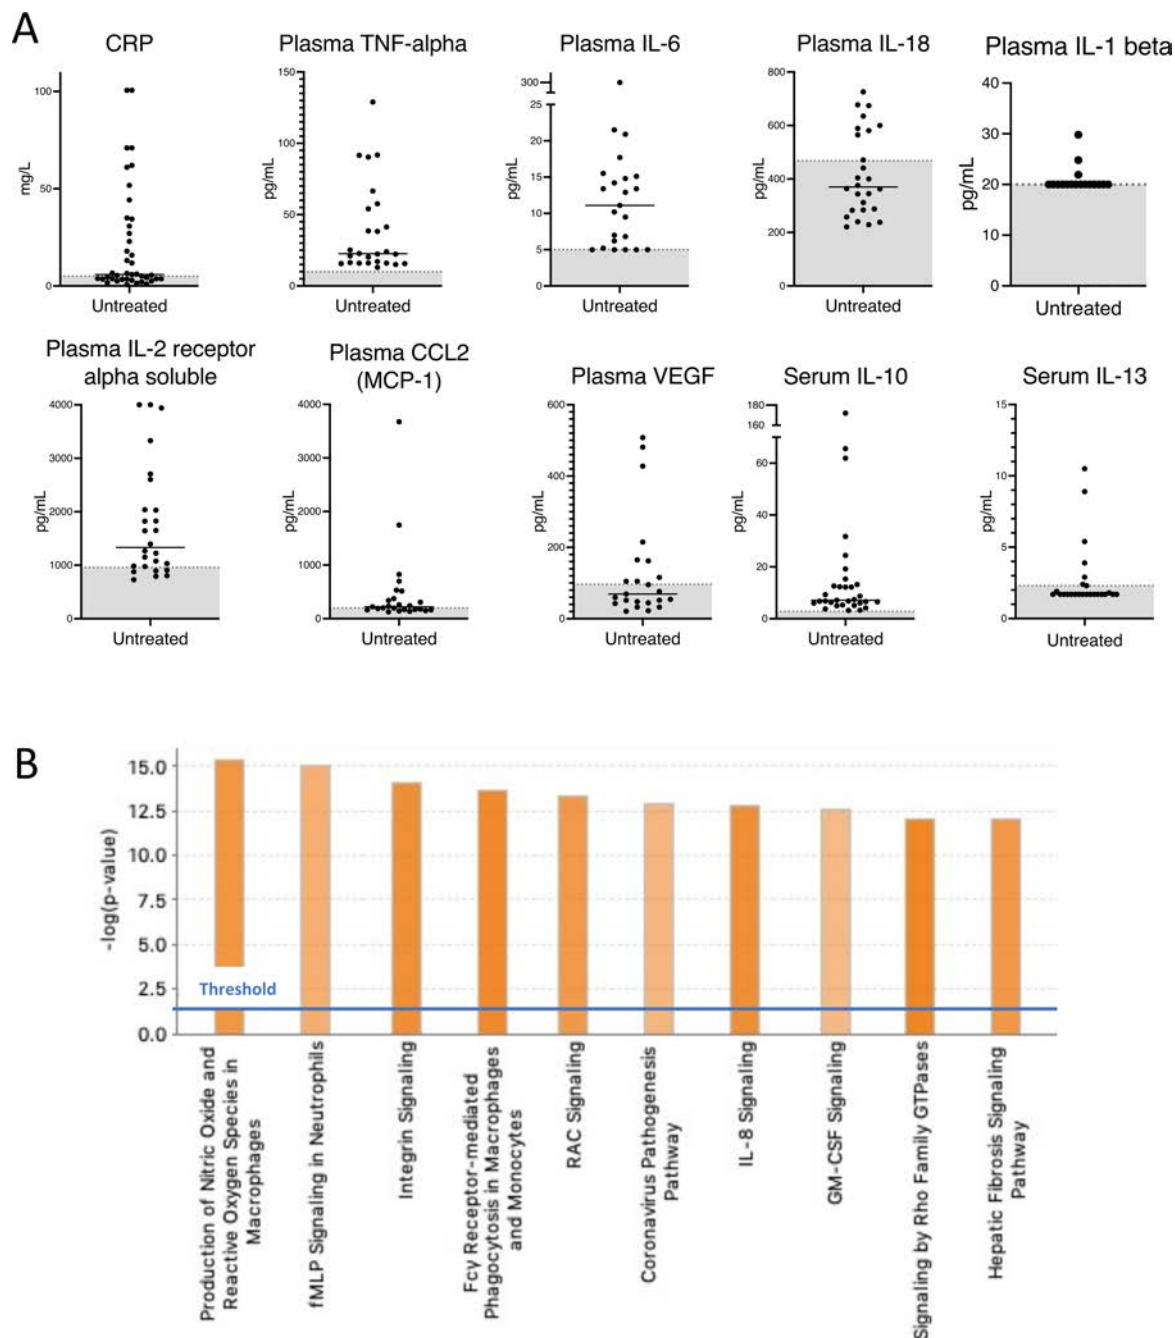 A
CRP
100
50
0
mg/L
Untreated
Plasma TNF-alpha
150
100
50
0
pg/mL
Untreated
Plasma IL-6
300
25
20
15
10
5
0
pg/mL
Untreated
Plasma IL-18
800
600
400
200
0
pg/mL
Untreated
Plasma IL-1 beta
40
30
20
10
0
pg/mL
Untreated
Plasma IL-2 receptor
alpha soluble
4000
3000
2000
1000
0
pg/mL
Untreated
Plasma CCL2
(MCP-1)
4000
3000
2000
1000
0
pg/mL
Untreated
Plasma VEGF
600
400
200
0
pg/mL
Untreated
Serum IL-10
180
160
60
40
20
0
pg/mL
Untreated
Serum IL-13
15
10
5
0
pg/mL
Untreated
B
15.0
12.5
10.0
7.5
5.0
2.5
0.0
-log(p-value)
Threshold
Production of Nitric Oxide and
Reactive Oxygen Species in
Macrophages
fMLP Signaling in Neutrophils
Integrin Signaling
Fcγ Receptor-mediated
Phagocytosis in Macrophages
and Monocytes
RAC Signaling
Coronavirus Pathogenesis
Pathway
IL-8 Signaling
GM-CSF Signaling
Signaling by Rho Family GTPases
Hepatic Fibrosis Signaling
Pathway